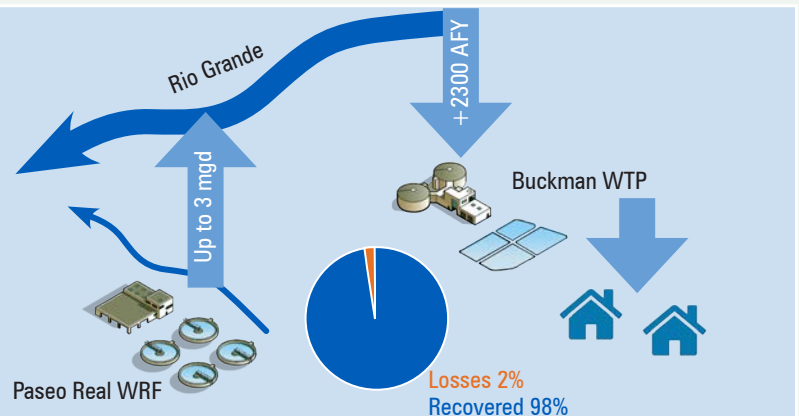 Rio Grande
+2300 AFY
Up to 3 mgd
Buckman WTP
Paseo Real WRF
Losses 2%
Recovered 98%